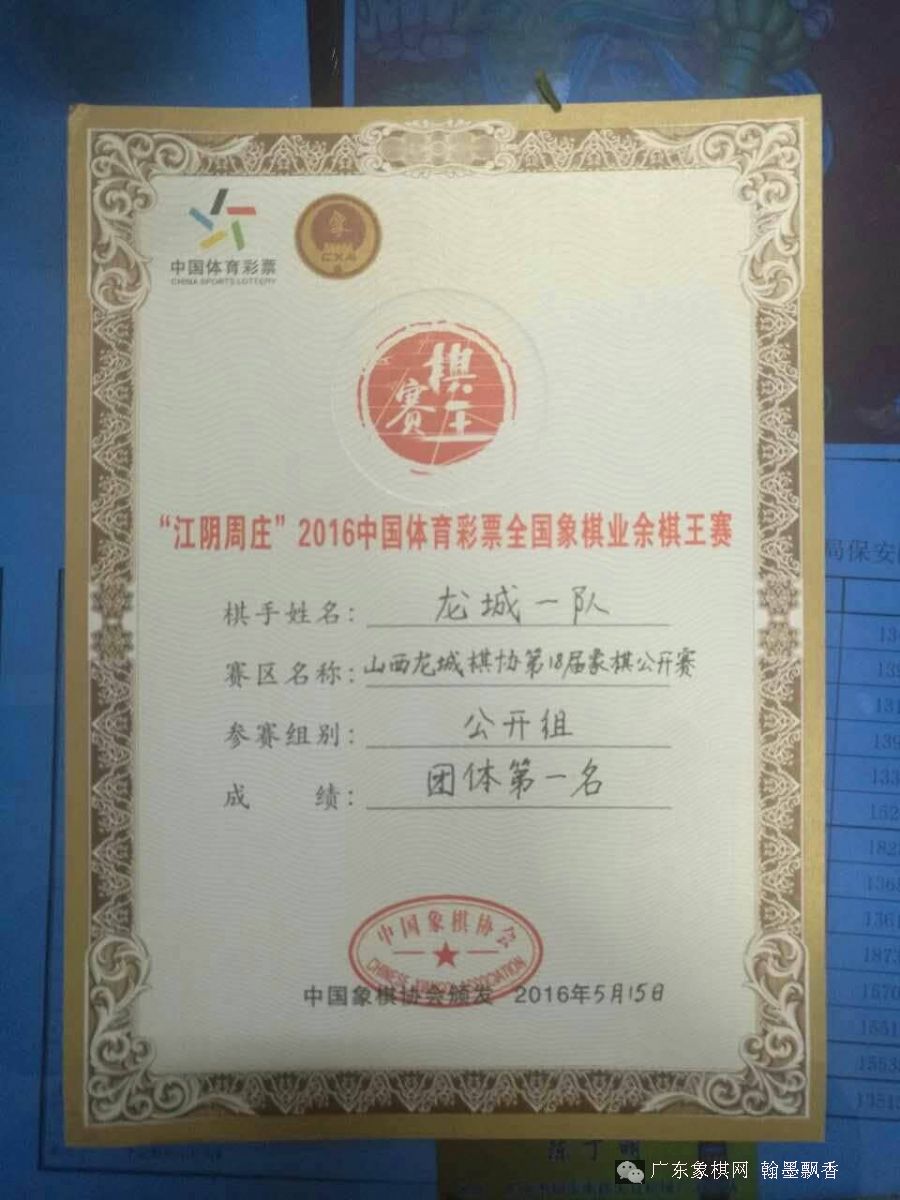 中国体育彩票
CHINA SPORTS LOTTERY
象
CXA
棋王
赛
“江阴周庄”2016中国体育彩票全国象棋业余棋王赛
棋手姓名：龙城一队
赛区名称：山西龙城棋协第18届象棋公开赛
参赛组别：公开组
成 绩：团体第一名
中国象棋协会
中国象棋协会颁发 2016年5月15日
局保安
广东象棋网 翰墨飘香